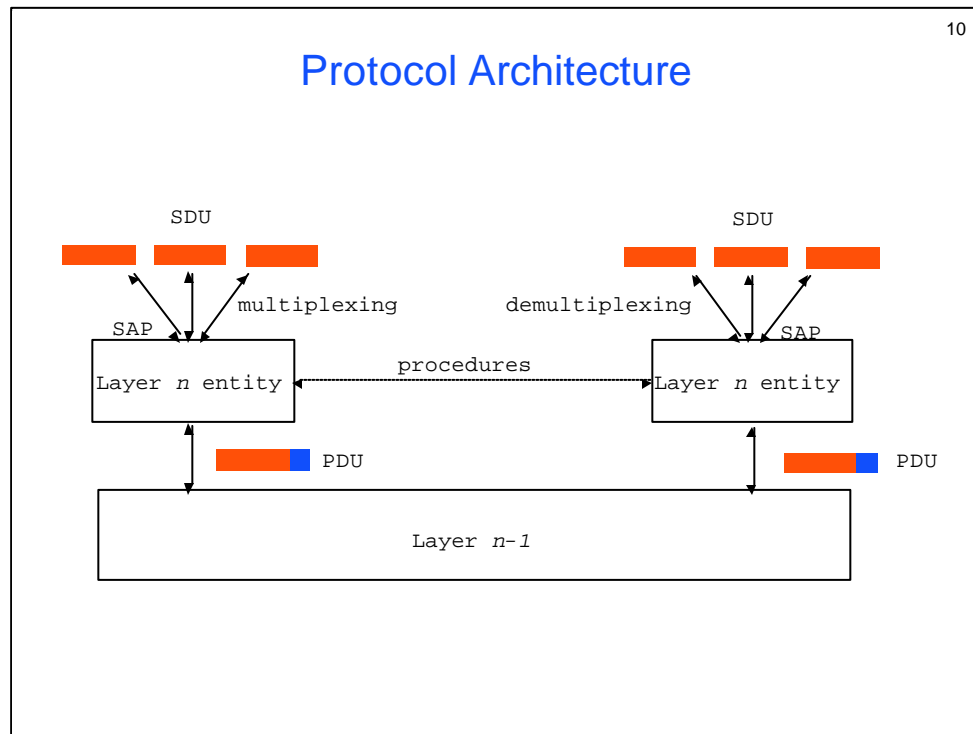 10
Protocol Architecture
SDU
SDU
multiplexing
demultiplexing
SAP
SAP
procedures
Layer n entity
Layer n entity
PDU
PDU
Layer n-1